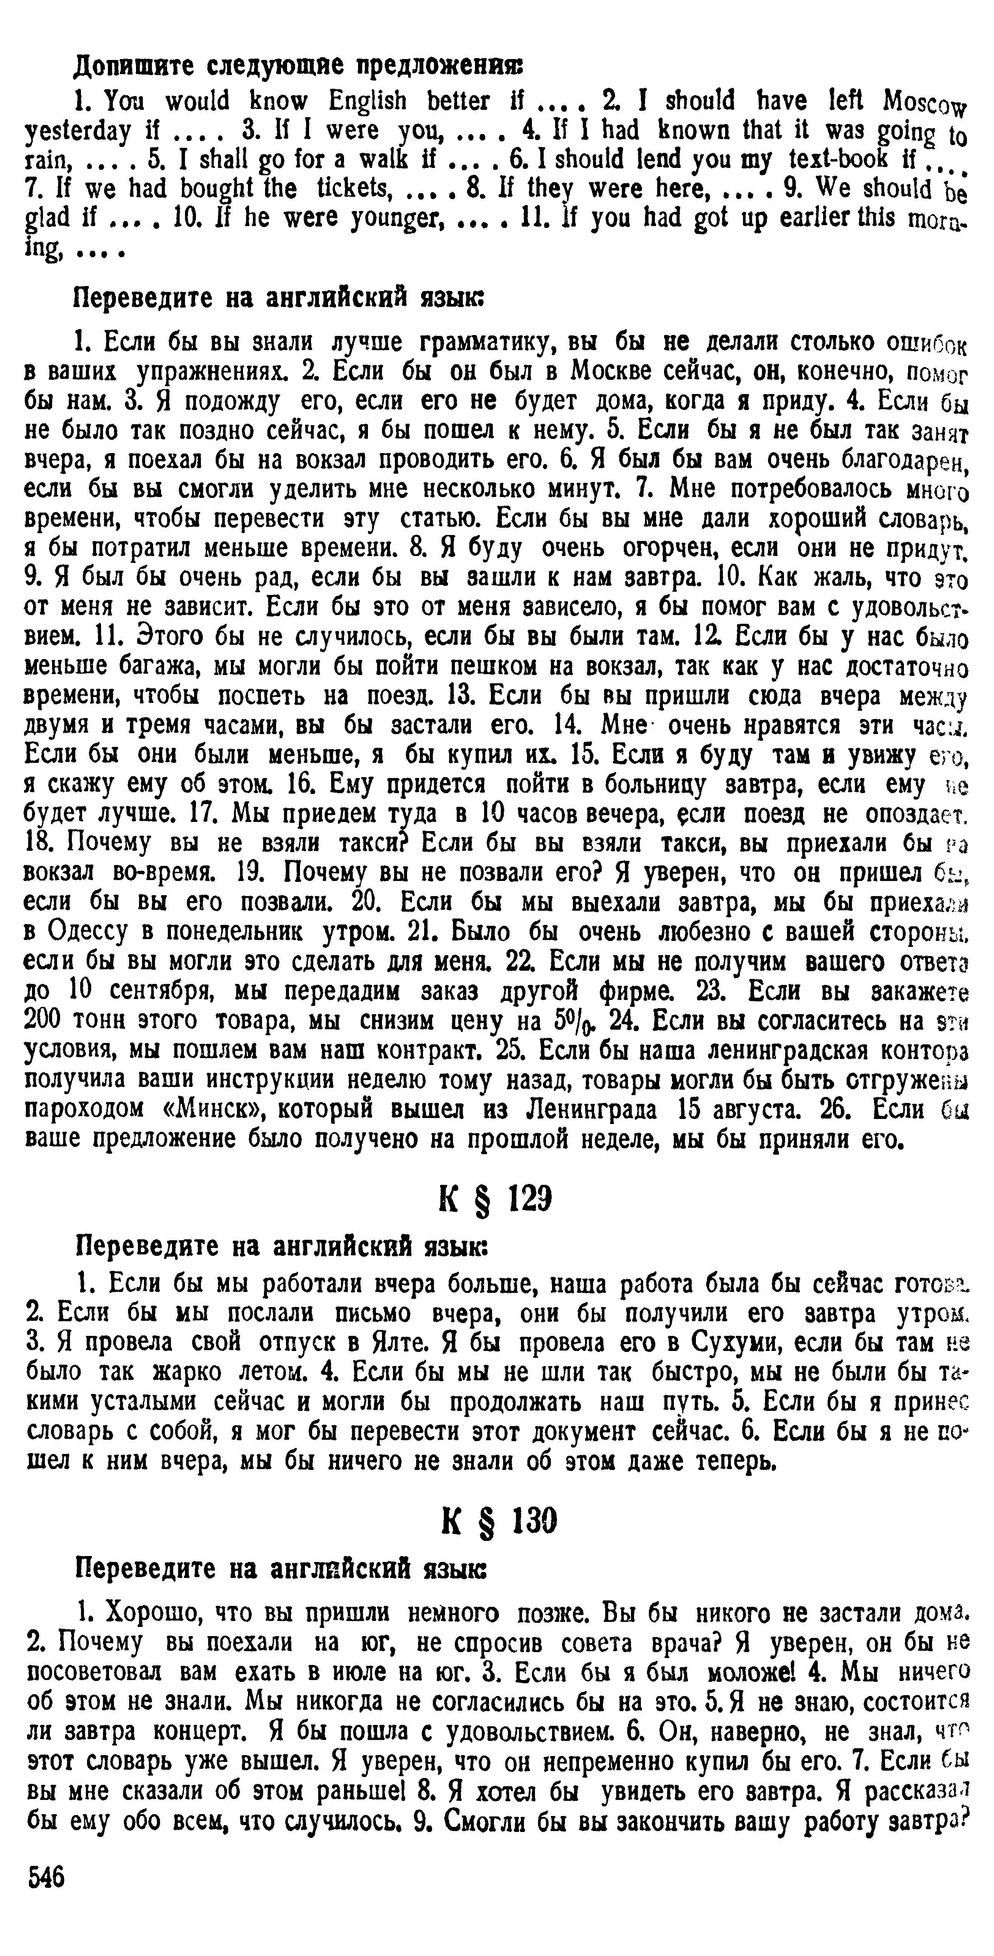 Допишите следующие предложения:
1. You would know English better if .... 2. I should have left Moscow
yesterday if .... 3. If I were you, .... 4. If I had known that it was going to
rain, .... 5. I shall go for a walk if .... 6. I should lend you my text-book if ....
7. If we had bought the tickets, .... 8. If they were here, .... 9. We should be
glad if .... 10. If he were younger, .... 11. If you had got up earlier this morn-
ing, ....
Переведите на английский язык:
1. Если бы вы знали лучше грамматику, вы бы не делали столько ошибок
в ваших упражнениях. 2. Если бы он был в Москве сейчас, он, конечно, помог
бы нам. 3. Я подожду его, если его не будет дома, когда я приду. 4. Если бы
не было так поздно сейчас, я бы пошел к нему. 5. Если бы я не был так занят
вчера, я поехал бы на вокзал проводить его. 6. Я был бы вам очень благодарен,
если бы вы смогли уделить мне несколько минут. 7. Мне потребовалось много
времени, чтобы перевести эту статью. Если бы вы мне дали хороший словарь,
я бы потратил меньше времени. 8. Я буду очень огорчен, если они не придут.
9. Я был бы очень рад, если бы вы зашли к нам завтра. 10. Как жаль, что это
от меня не зависит. Если бы это от меня зависело, я бы помог вам с удовольст-
вием. 11. Этого бы не случилось, если бы вы были там. 12. Если бы у нас было
меньше багажа, мы могли бы пойти пешком на вокзал, так как у нас достаточно
времени, чтобы поспеть на поезд. 13. Если бы вы пришли сюда вчера между
двумя и тремя часами, вы бы застали его. 14. Мне очень нравятся эти часы.
Если бы они были меньше, я бы купил их. 15. Если я буду там и увижу его,
я скажу ему об этом. 16. Ему придется пойти в больницу завтра, если ему не
будет лучше. 17. Мы приедем туда в 10 часов вечера, если поезд не опоздает.
18. Почему вы не взяли такси? Если бы вы взяли такси, вы приехали бы на
вокзал во-время. 19. Почему вы не позвали его? Я уверен, что он пришел бы,
если бы вы его позвали. 20. Если бы мы выехали завтра, мы бы приехали
в Одессу в понедельник утром. 21. Было бы очень любезно с вашей стороны,
если бы вы могли это сделать для меня. 22. Если мы не получим вашего ответа
до 10 сентября, мы передадим заказ другой фирме. 23. Если вы закажете
200 тонн этого товара, мы снизим цену на 5%. 24. Если вы согласитесь на эти
условия, мы пошлем вам наш контракт. 25. Если бы наша ленинградская контора
получила ваши инструкции неделю тому назад, товары могли бы быть отгружены
пароходом «Минск», который вышел из Ленинграда 15 августа. 26. Если бы
ваше предложение было получено на прошлой неделе, мы бы приняли его.
К § 129
Переведите на английский язык:
1. Если бы мы работали вчера больше, наша работа была бы сейчас готова.
2. Если бы мы послали письмо вчера, они бы получили его завтра утром.
3. Я провела свой отпуск в Ялте. Я бы провела его в Сухуми, если бы там не
было так жарко летом. 4. Если бы мы не шли так быстро, мы не были бы та-
кими усталыми сейчас и могли бы продолжать наш путь. 5. Если бы я принес
словарь с собой, я мог бы перевести этот документ сейчас. 6. Если бы я не по-
шел к ним вчера, мы бы ничего не знали об этом даже теперь.
К § 130
Переведите на английский язык:
1. Хорошо, что вы пришли немного позже. Вы бы никого не застали дома.
2. Почему вы поехали на юг, не спросив совета врача? Я уверен, он бы не
посоветовал вам ехать в июле на юг. 3. Если бы я был моложе! 4. Мы ничего
об этом не знали. Мы никогда не согласились бы на это. 5. Я не знаю, состоится
ли завтра концерт. Я бы пошла с удовольствием. 6. Он, наверно, не знал, что
этот словарь уже вышел. Я уверен, что он непременно купил бы его. 7. Если бы
вы мне сказали об этом раньше! 8. Я хотел бы увидеть его завтра. Я рассказал
бы ему обо всем, что случилось. 9. Смогли бы вы закончить вашу работу завтра?
546